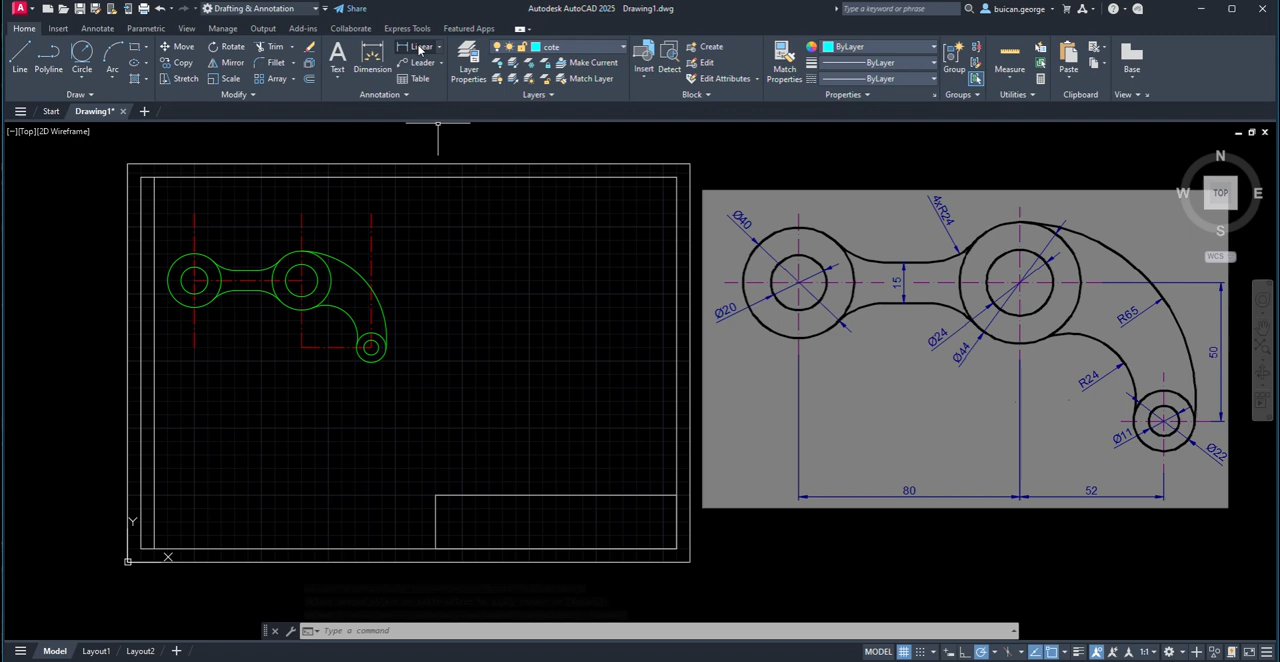 A Drafting & Annotation Share Autodesk AutoCAD 2025 Drawing1.dwg Type a keyword or phrase buican.george
Home Insert Annotate Parametric View Manage Output Add-ins Collaborate Express Tools Featured Apps
Line Polyline Circle Arc Move Rotate Trim Text Dimension Linear Layer Properties cote Insert Detect Create Match Properties ByLayer Group Measure Paste Base
Copy Mirror Fillet Leader Make Current Edit ByLayer
Stretch Scale Array Table Match Layer Edit Attributes ByLayer
Draw Modify Annotation Layers Block Properties Groups Utilities Clipboard View
Start Drawing1*
[−][Top][2D Wireframe]
N
W TOP E
S
WCS
Ø40
4xR24
15
Ø20
Ø24
Ø44
R65
50
R24
Ø11
Ø22
80
52
Y
X
Type a command
Model Layout1 Layout2 MODEL 1:1